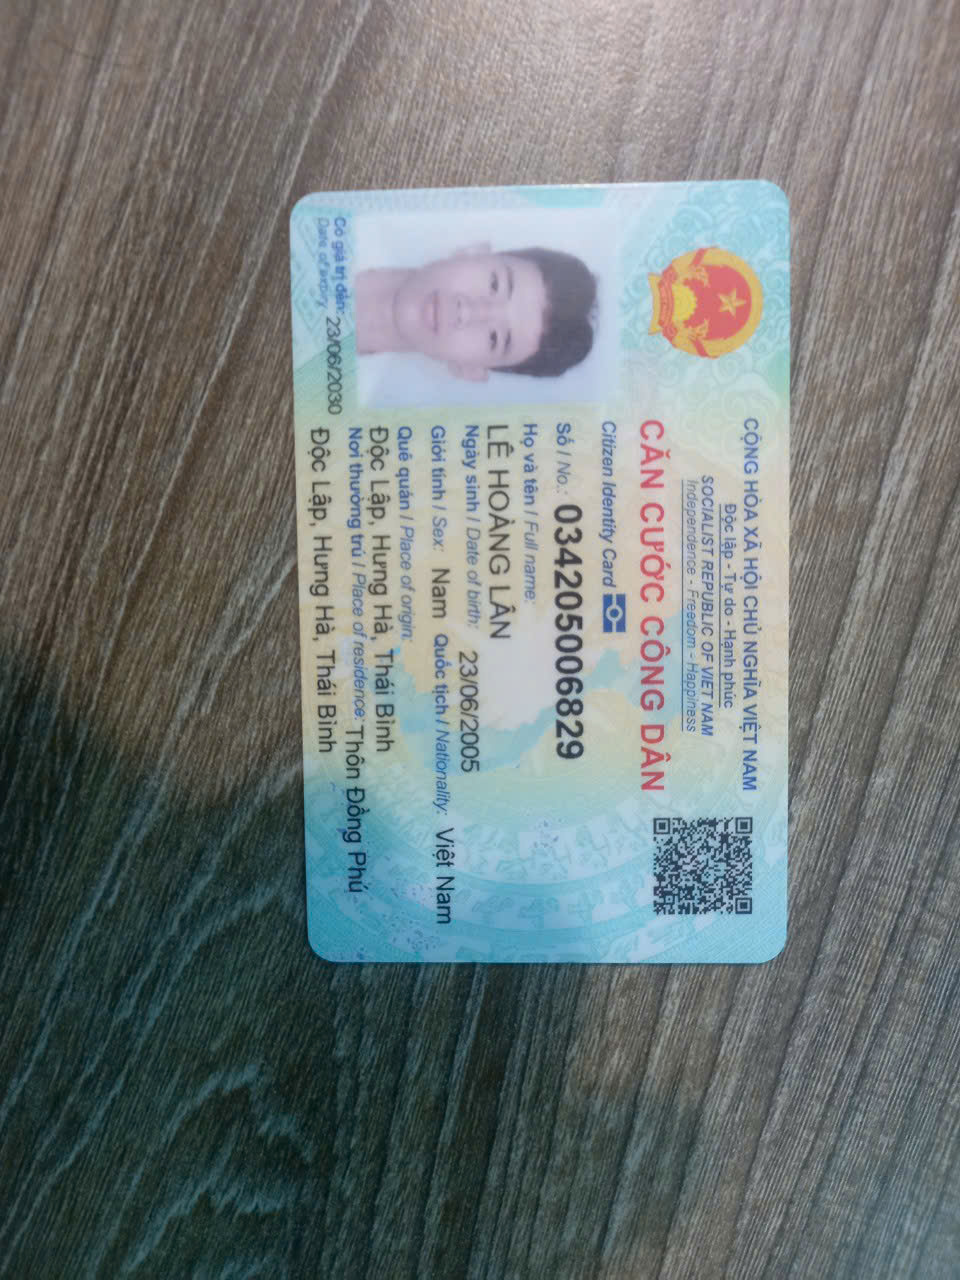 CỘNG HÒA XÃ HỘI CHỦ NGHĨA VIỆT NAM
Độc lập - Tự do - Hạnh phúc
SOCIALIST REPUBLIC OF VIET NAM
Independence - Freedom - Happiness
CĂN CƯỚC CÔNG DÂN
Citizen Identity Card
Số / No.: 034205006829
Họ và tên / Full name:
LÊ HOÀNG LÂN
Ngày sinh / Date of birth: 23/06/2005
Giới tính / Sex: Nam Quốc tịch / Nationality: Việt Nam
Quê quán / Place of origin:
Độc Lập, Hưng Hà, Thái Bình
Nơi thường trú / Place of residence: Thôn Đồng Phú
Độc Lập, Hưng Hà, Thái Bình
Có giá trị đến: 23/06/2030
Date of expiry